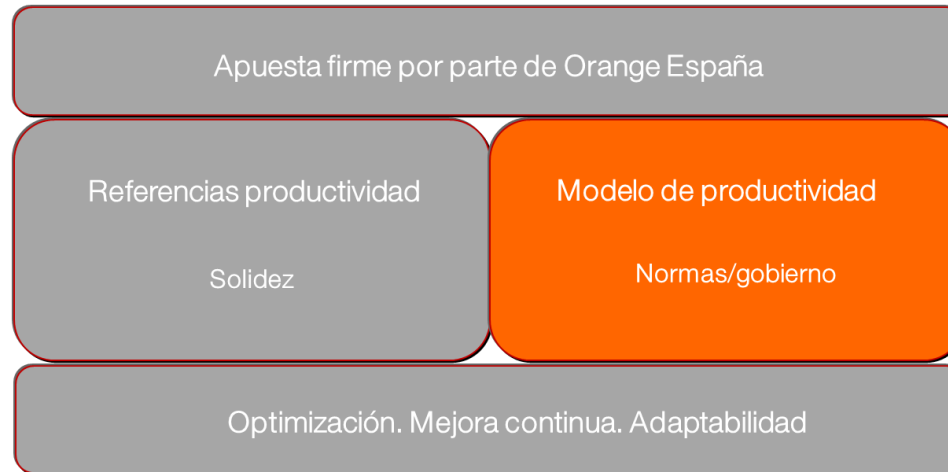 Apuesta firme por parte de Orange España
Referencias productividad
Solidez
Modelo de productividad
Normas/gobierno
Optimización. Mejora continua. Adaptabilidad